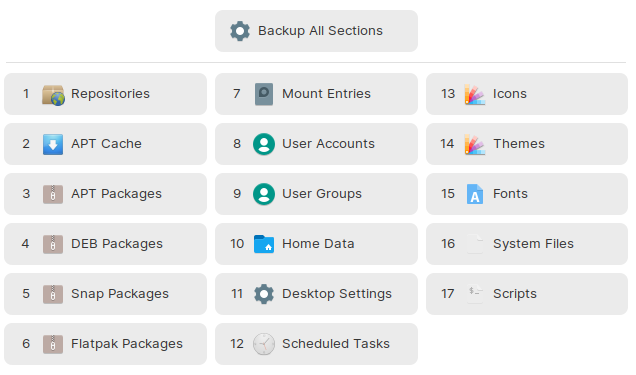 Backup All Sections
1 Repositories
2 APT Cache
3 APT Packages
4 DEB Packages
5 Snap Packages
6 Flatpak Packages
7 Mount Entries
8 User Accounts
9 User Groups
10 Home Data
11 Desktop Settings
12 Scheduled Tasks
13 Icons
14 Themes
15 Fonts
16 System Files
17 Scripts